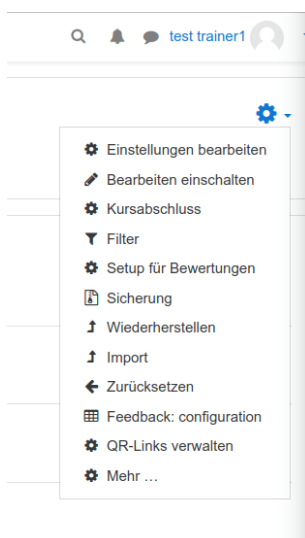 test trainer1
Einstellungen bearbeiten
Bearbeiten einschalten
Kursabschluss
Filter
Setup für Bewertungen
Sicherung
Wiederherstellen
Import
Zurücksetzen
Feedback: configuration
QR-Links verwalten
Mehr …